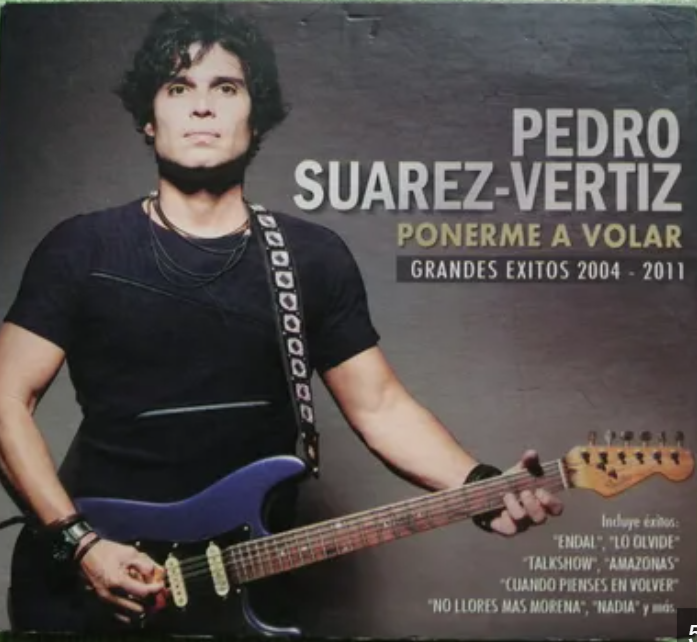 PEDRO
SUAREZ-VERTIZ
PONERME A VOLAR
GRANDES EXITOS 2004 - 2011
Incluye éxitos:
"ENDAL", "LO OLVIDE"
"TALKSHOW", "AMAZONAS"
"CUANDO PIENSES EN VOLVER"
"NO LLORES MAS MORENA", "NADIA" y más